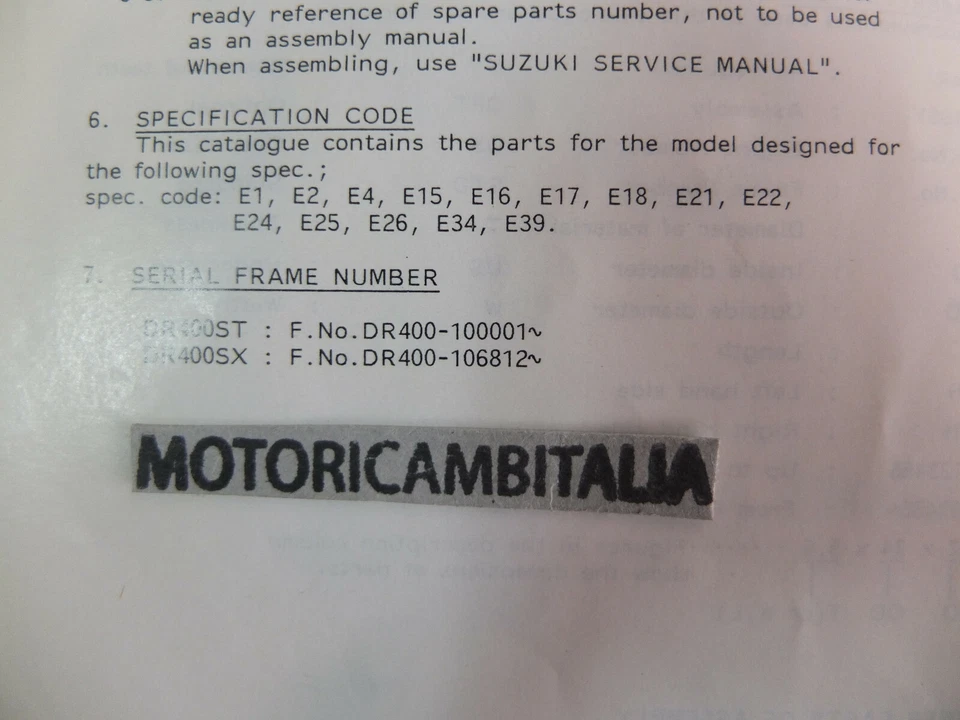 ready reference of spare parts number, not to be used
as an assembly manual.
When assembling, use "SUZUKI SERVICE MANUAL".
6. SPECIFICATION CODE
This catalogue contains the parts for the model designed for
the following spec.;
spec. code: E1, E2, E4, E15, E16, E17, E18, E21, E22,
E24, E25, E26, E34, E39.
7. SERIAL FRAME NUMBER
DR400ST : F.No.DR400-100001~
DR400SX : F.No.DR400-106812~
MOTORICAMBITALIA